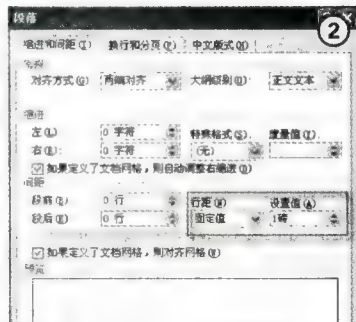 段落
②
缩进和间距(I) 换行和分页(P) 中文版式(H)
常规
对齐方式(G) 两端对齐 大纲级别(O): 正文文本
缩进
左(L) 0 字符 特殊格式(S): 度量值(Y):
右(R): 0 字符 (无)
如果定义了文档网格，则自动调整右缩进(D)
间距
段前(B) 0 行 行距(N) 设置值(A)
段后(E) 0 行 固定值 1磅
如果定义了文档网格，则对齐网格(W)
预览